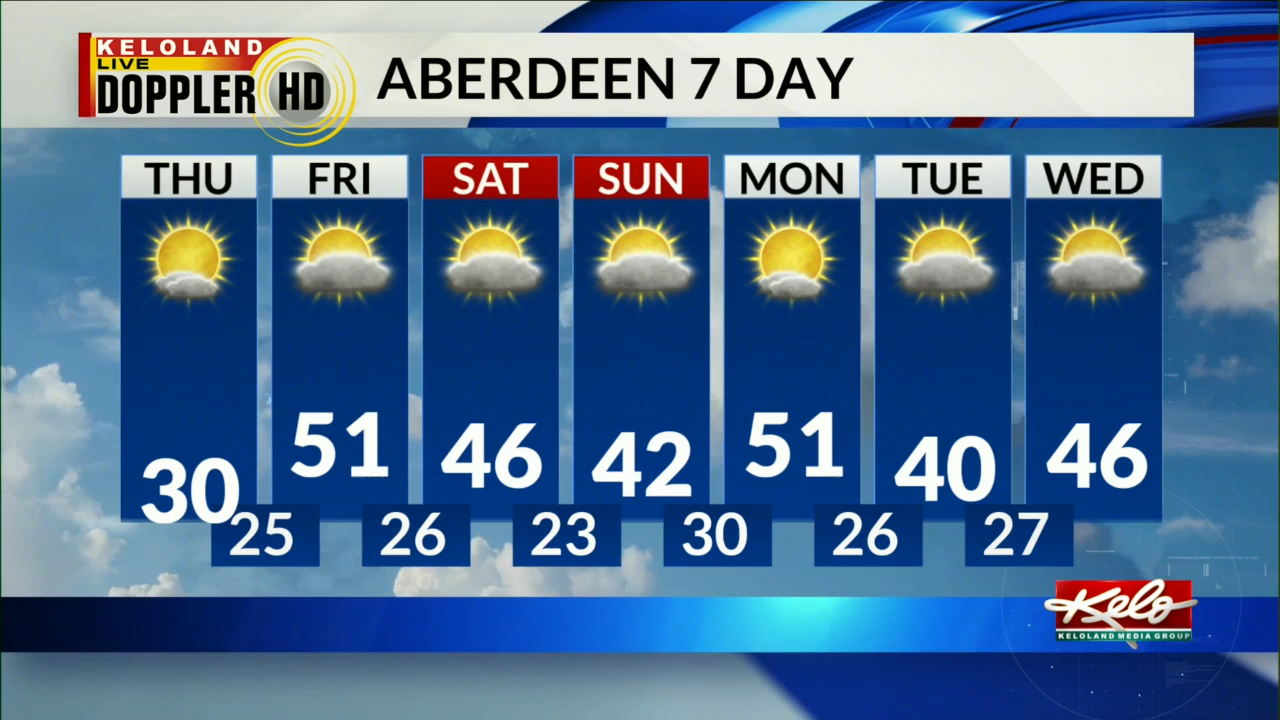 KELOLAND
LIVE
DOPPLER HD
ABERDEEN 7 DAY
THU FRI SAT SUN MON TUE WED
30 51 46 42 51 40 46
25 26 23 30 26 27
Kelo
KELOLAND MEDIA GROUP